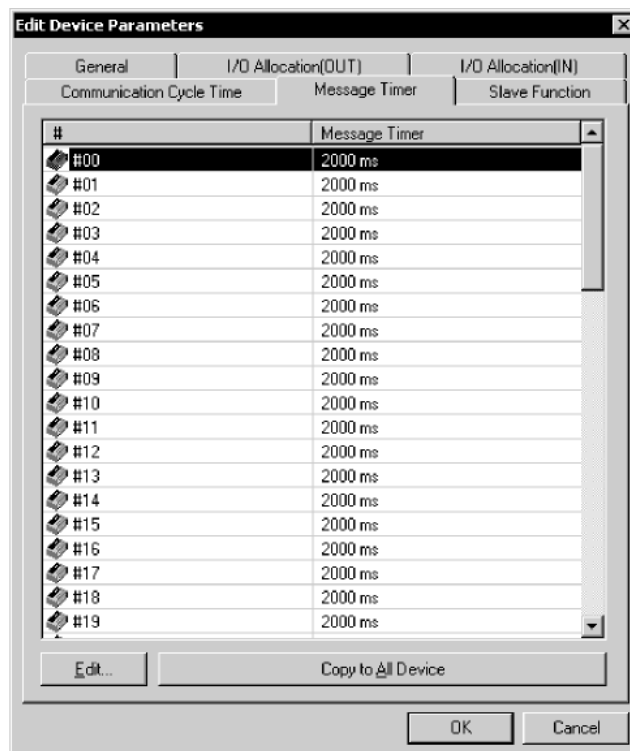 Edit Device Parameters
General I/O Allocation(OUT) I/O Allocation(IN)
Communication Cycle Time Message Timer Slave Function
# Message Timer
#00 2000 ms
#01 2000 ms
#02 2000 ms
#03 2000 ms
#04 2000 ms
#05 2000 ms
#06 2000 ms
#07 2000 ms
#08 2000 ms
#09 2000 ms
#10 2000 ms
#11 2000 ms
#12 2000 ms
#13 2000 ms
#14 2000 ms
#15 2000 ms
#16 2000 ms
#17 2000 ms
#18 2000 ms
#19 2000 ms
Edit... Copy to All Device
OK Cancel